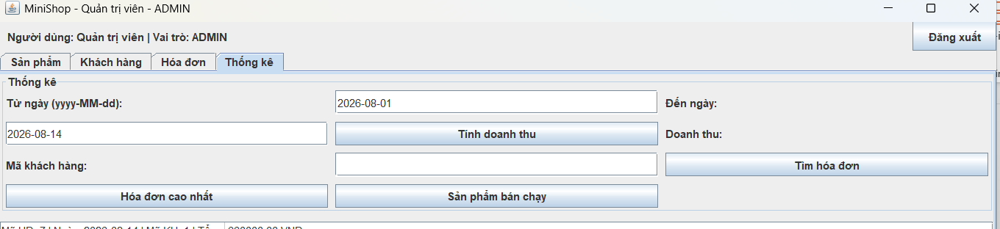 MiniShop - Quản trị viên - ADMIN
Người dùng: Quản trị viên | Vai trò: ADMIN
Đăng xuất
Sản phẩm Khách hàng Hóa đơn Thống kê
Thống kê
Từ ngày (yyyy-MM-dd): 2026-08-01 Đến ngày:
2026-08-14 Tính doanh thu Doanh thu:
Mã khách hàng: Tìm hóa đơn
Hóa đơn cao nhất Sản phẩm bán chạy